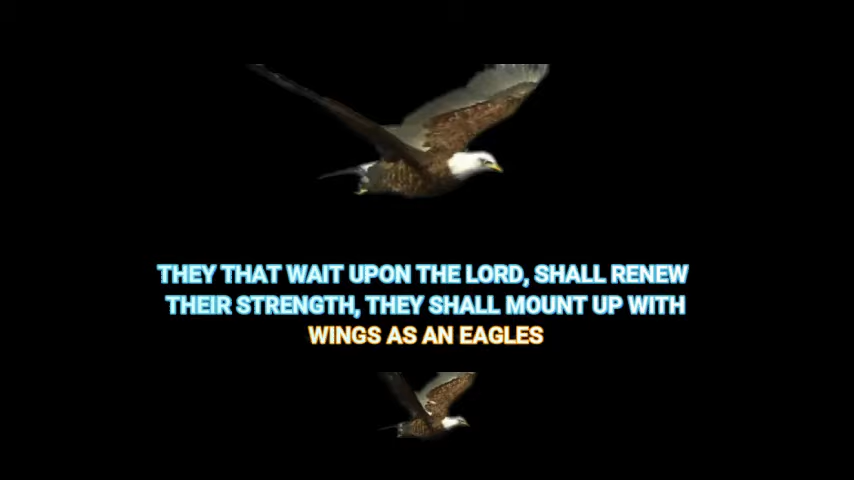 THEY THAT WAIT UPON THE LORD, SHALL RENEW
THEIR STRENGTH, THEY SHALL MOUNT UP WITH
WINGS AS AN EAGLES